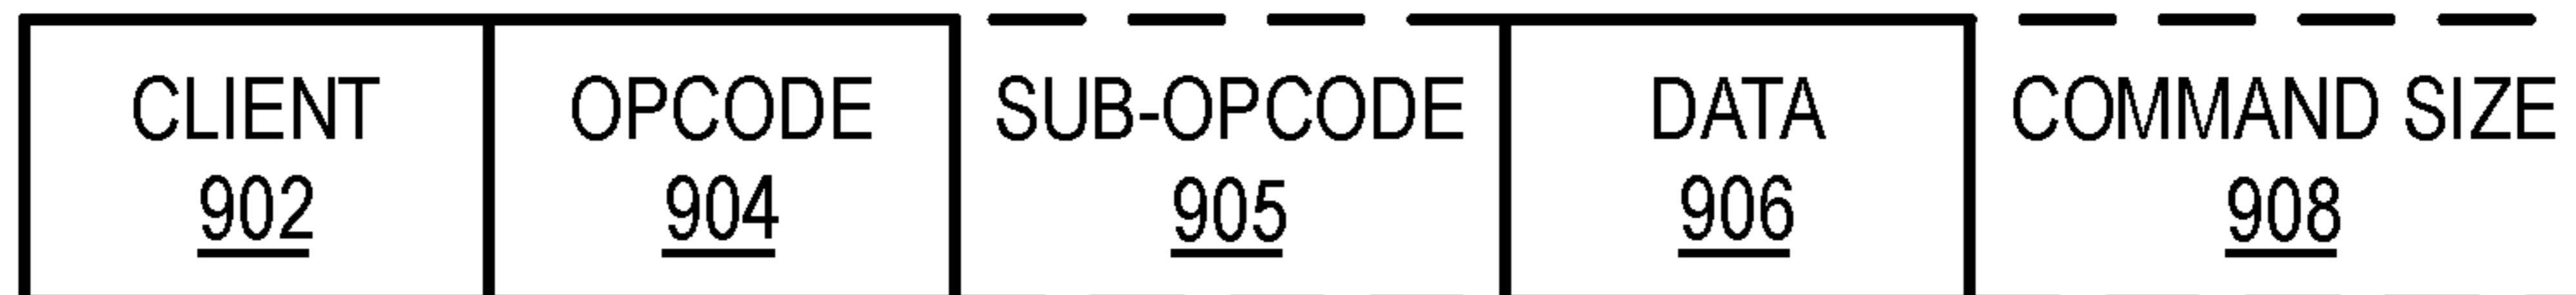 CLIENT
902
OPCODE
904
SUB-OPCODE
905
DATA
906
COMMAND SIZE
908